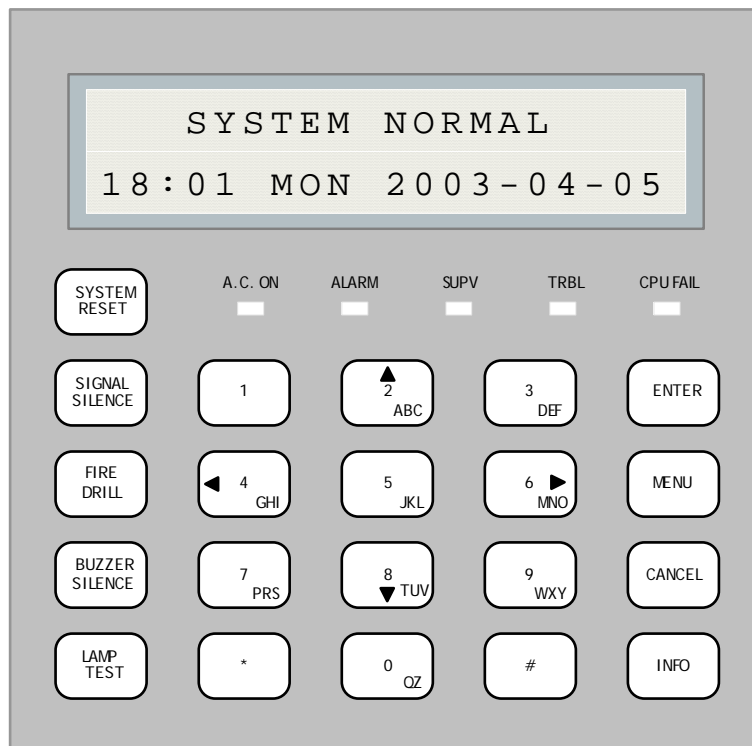 SYSTEM NORMAL
18:01 MON 2003-04-05
SYSTEM
RESET
A.C. ON
ALARM
SUPV
TRBL
CPU FAIL
SIGNAL
SILENCE
1
2
ABC
3
DEF
ENTER
FIRE
DRILL
4
GHI
5
JKL
6
MNO
MENU
BUZZER
SILENCE
7
PRS
8
TUV
9
WXY
CANCEL
LAMP
TEST
*
0
QZ
#
INFO